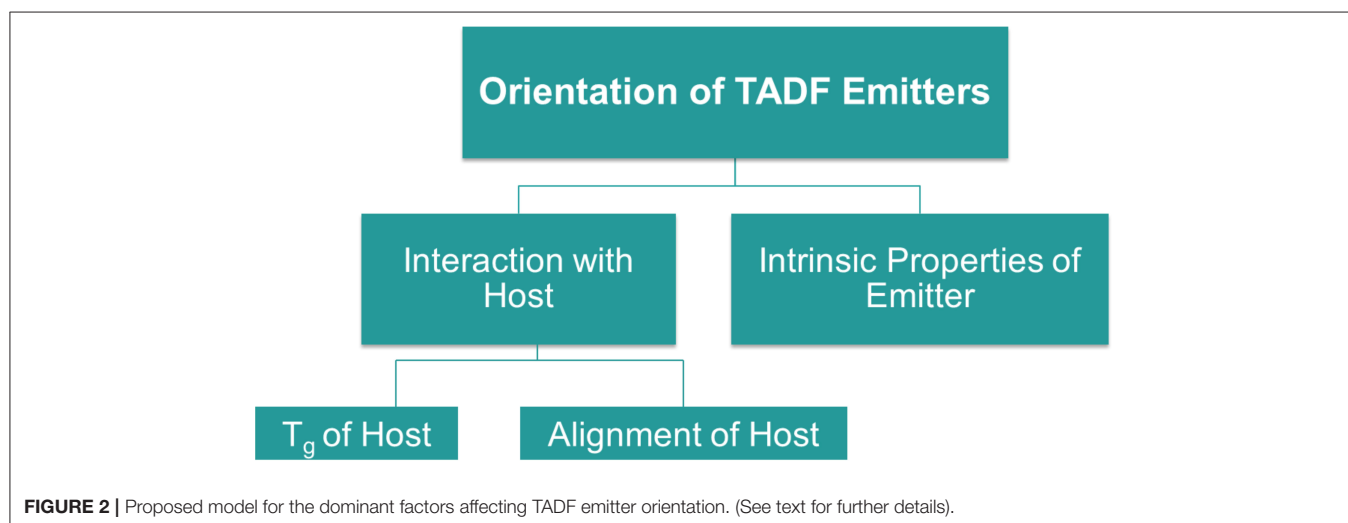 Orientation of TADF Emitters
Interaction with
Host
Intrinsic Properties of
Emitter
Tg of Host
Alignment of Host
FIGURE 2 | Proposed model for the dominant factors affecting TADF emitter orientation. (See text for further details).